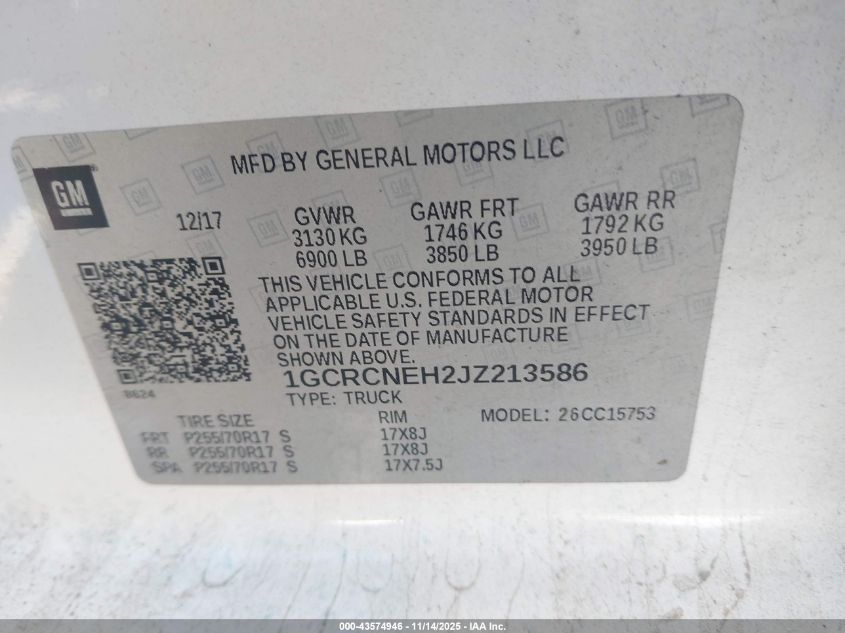 MFD BY GENERAL MOTORS LLC
GM
12/17
GVWR
3130 KG
6900 LB
GAWR FRT
1746 KG
3850 LB
GAWR RR
1792 KG
3950 LB
THIS VEHICLE CONFORMS TO ALL
APPLICABLE U.S. FEDERAL MOTOR
VEHICLE SAFETY STANDARDS IN EFFECT
ON THE DATE OF MANUFACTURE
SHOWN ABOVE.
8624
1GCRCNEH2JZ213586
TYPE: TRUCK
MODEL: 26CC15753
TIRE SIZE RIM
FRT P255/70R17 S 17X8J
RR P255/70R17 S 17X8J
SPA P255/70R17 S 17X7.5J
000-43574946 - 11/14/2025 - IAA Inc.